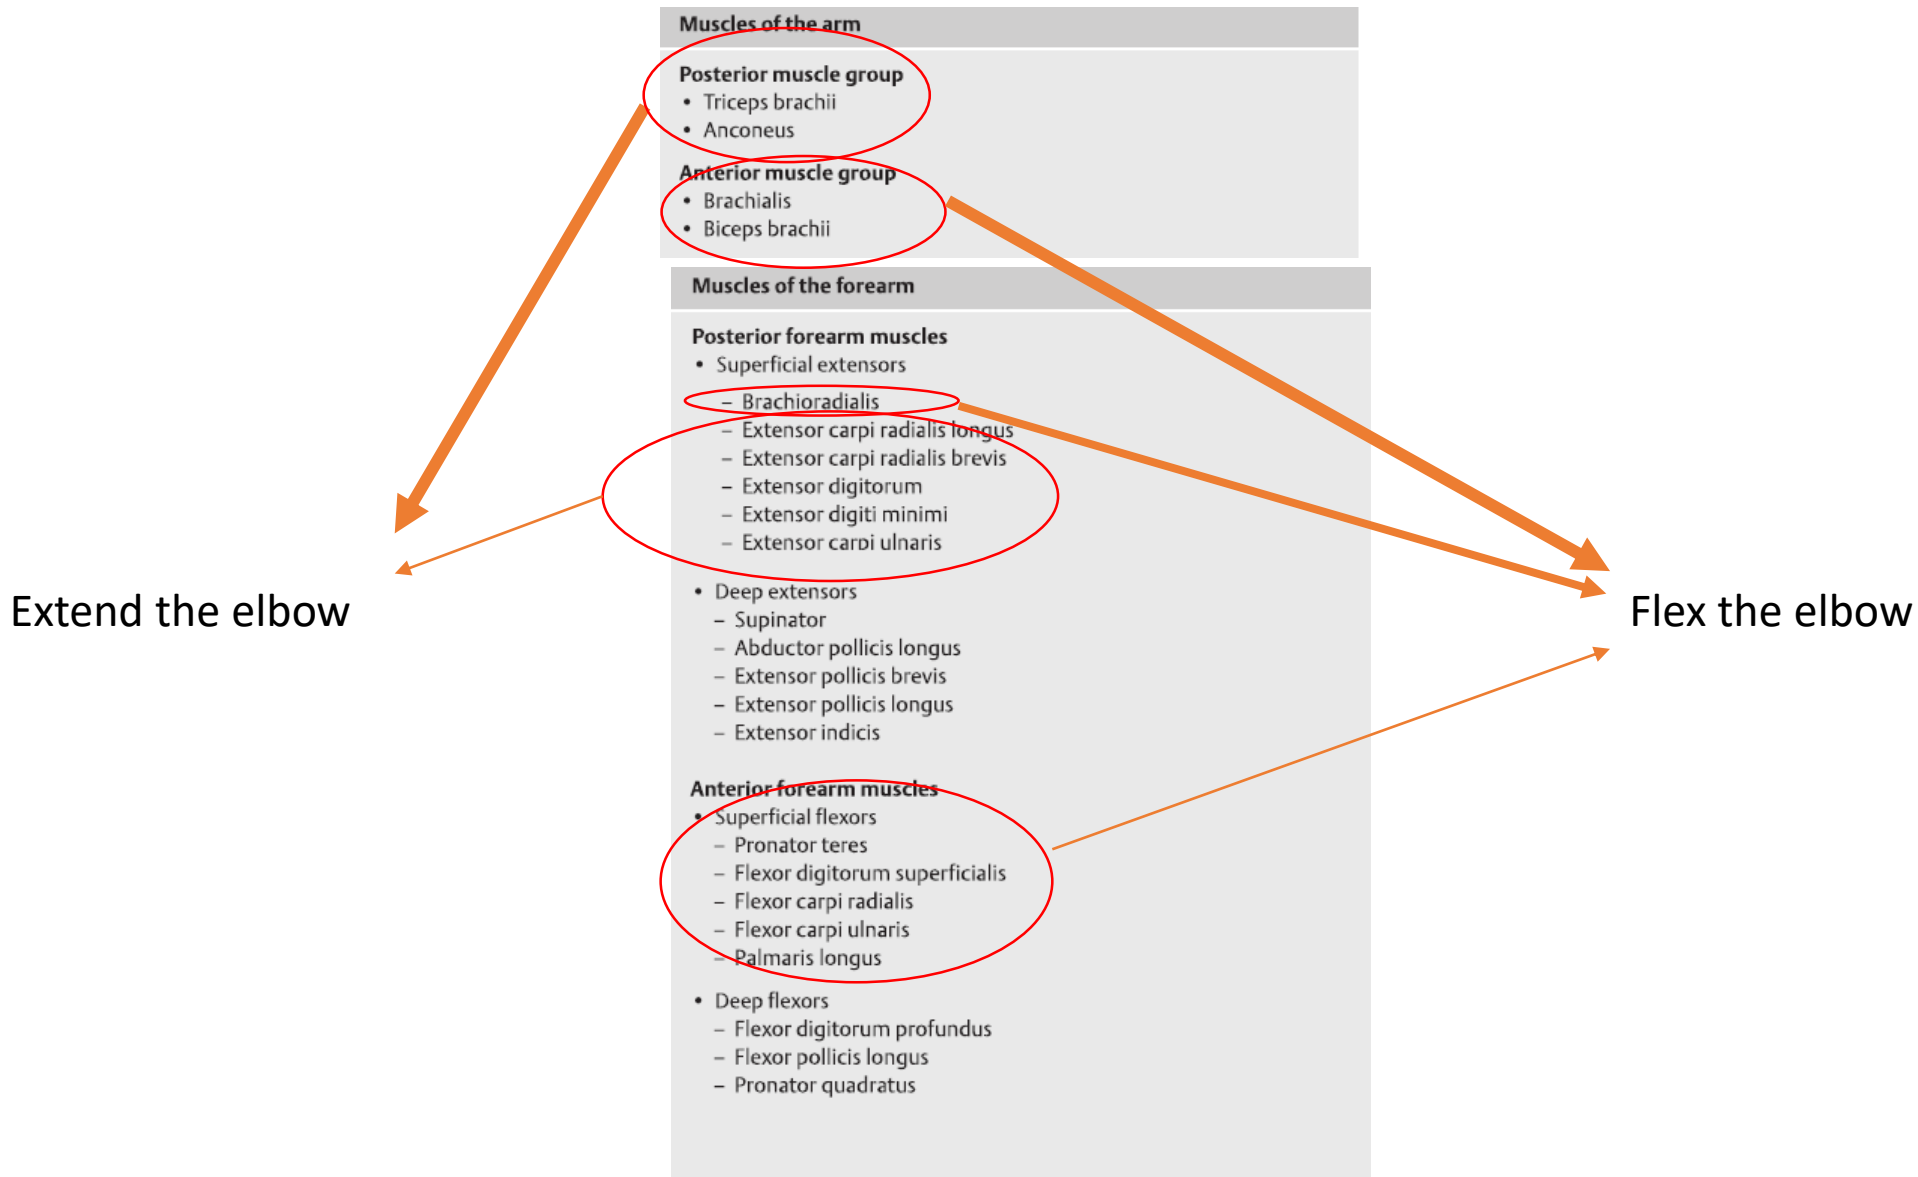 Muscles of the arm
Posterior muscle group
• Triceps brachii
• Anconeus
Anterior muscle group
• Brachialis
• Biceps brachii
Muscles of the forearm
Posterior forearm muscles
• Superficial extensors
– Brachioradialis
– Extensor carpi radialis longus
– Extensor carpi radialis brevis
– Extensor digitorum
– Extensor digiti minimi
– Extensor carpi ulnaris
• Deep extensors
– Supinator
– Abductor pollicis longus
– Extensor pollicis brevis
– Extensor pollicis longus
– Extensor indicis
Anterior forearm muscles
• Superficial flexors
– Pronator teres
– Flexor digitorum superficialis
– Flexor carpi radialis
– Flexor carpi ulnaris
– Palmaris longus
• Deep flexors
– Flexor digitorum profundus
– Flexor pollicis longus
– Pronator quadratus
Extend the elbow
Flex the elbow